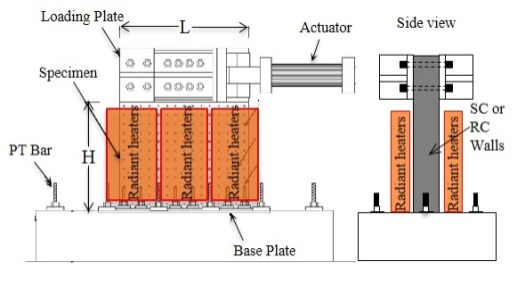 Loading Plate
L
Actuator
Side view
Specimen
PT Bar
H
Radiant heaters
Radiant heaters
Radiant heaters
Base Plate
Radiant heaters
Radiant heaters
SC or
RC
Walls